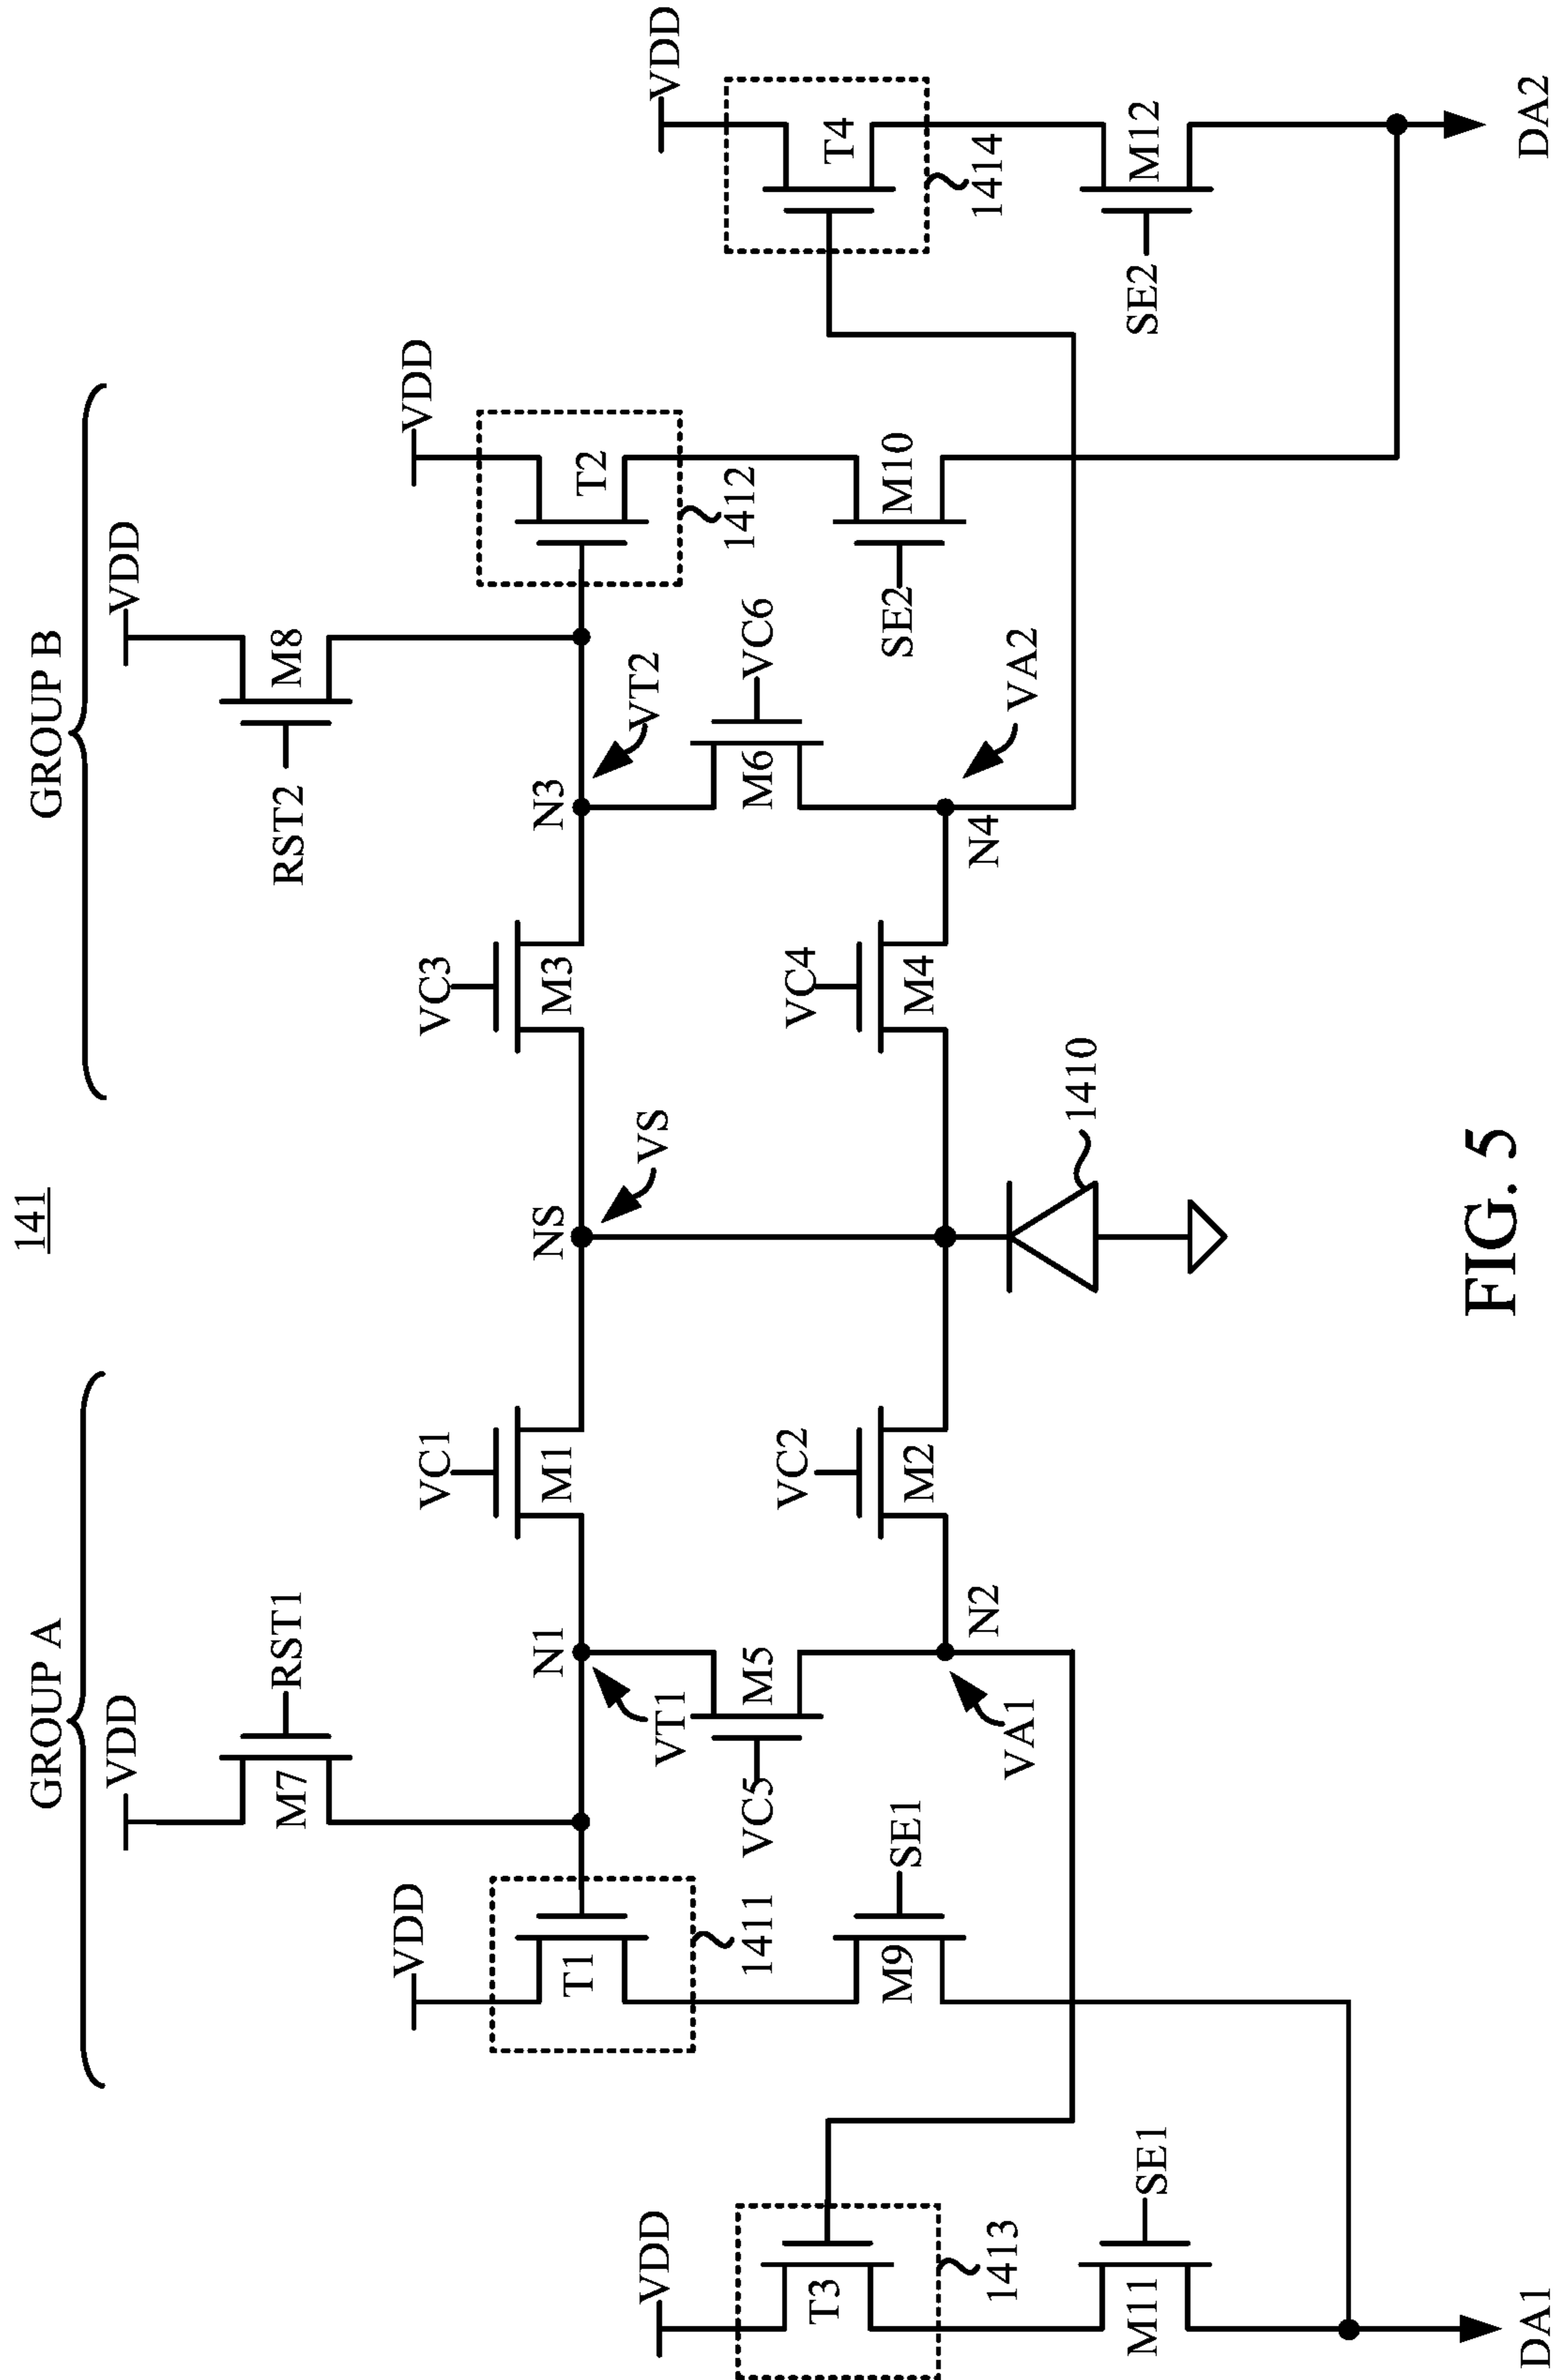 141
GROUP A
GROUP B
VDD
VDD
M7
RST1
RST2
M8
VDD
VDD
VC1
VC3
T1
M1
N1
NS
M3
N3
T2
VDD
VDD
VT1
VS
VT2
1411
1412
VC5
M5
VC2
VC4
M6
VC6
T3
T4
M9
SE1
M2
M4
SE2
M10
N2
N4
1413
VA1
VA2
1414
1410
M11
SE1
SE2
M12
DA1
DA2
FIG. 5